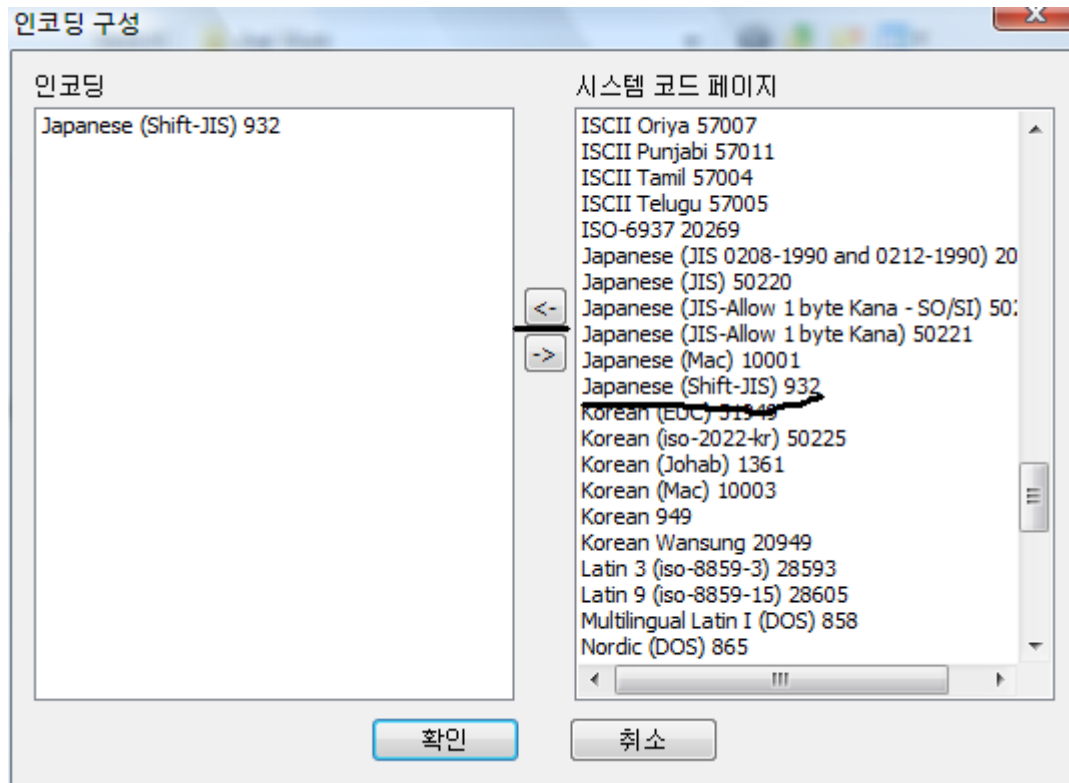 인코딩 구성
인코딩
Japanese (Shift-JIS) 932
<-
->
시스템 코드 페이지
ISCII Oriya 57007
ISCII Punjabi 57011
ISCII Tamil 57004
ISCII Telugu 57005
ISO-6937 20269
Japanese (JIS 0208-1990 and 0212-1990) 20
Japanese (JIS) 50220
Japanese (JIS-Allow 1 byte Kana - SO/SI) 502
Japanese (JIS-Allow 1 byte Kana) 50221
Japanese (Mac) 10001
Japanese (Shift-JIS) 932
Korean (EUC) 51949
Korean (iso-2022-kr) 50225
Korean (Johab) 1361
Korean (Mac) 10003
Korean 949
Korean Wansung 20949
Latin 3 (iso-8859-3) 28593
Latin 9 (iso-8859-15) 28605
Multilingual Latin I (DOS) 858
Nordic (DOS) 865
확인
취소